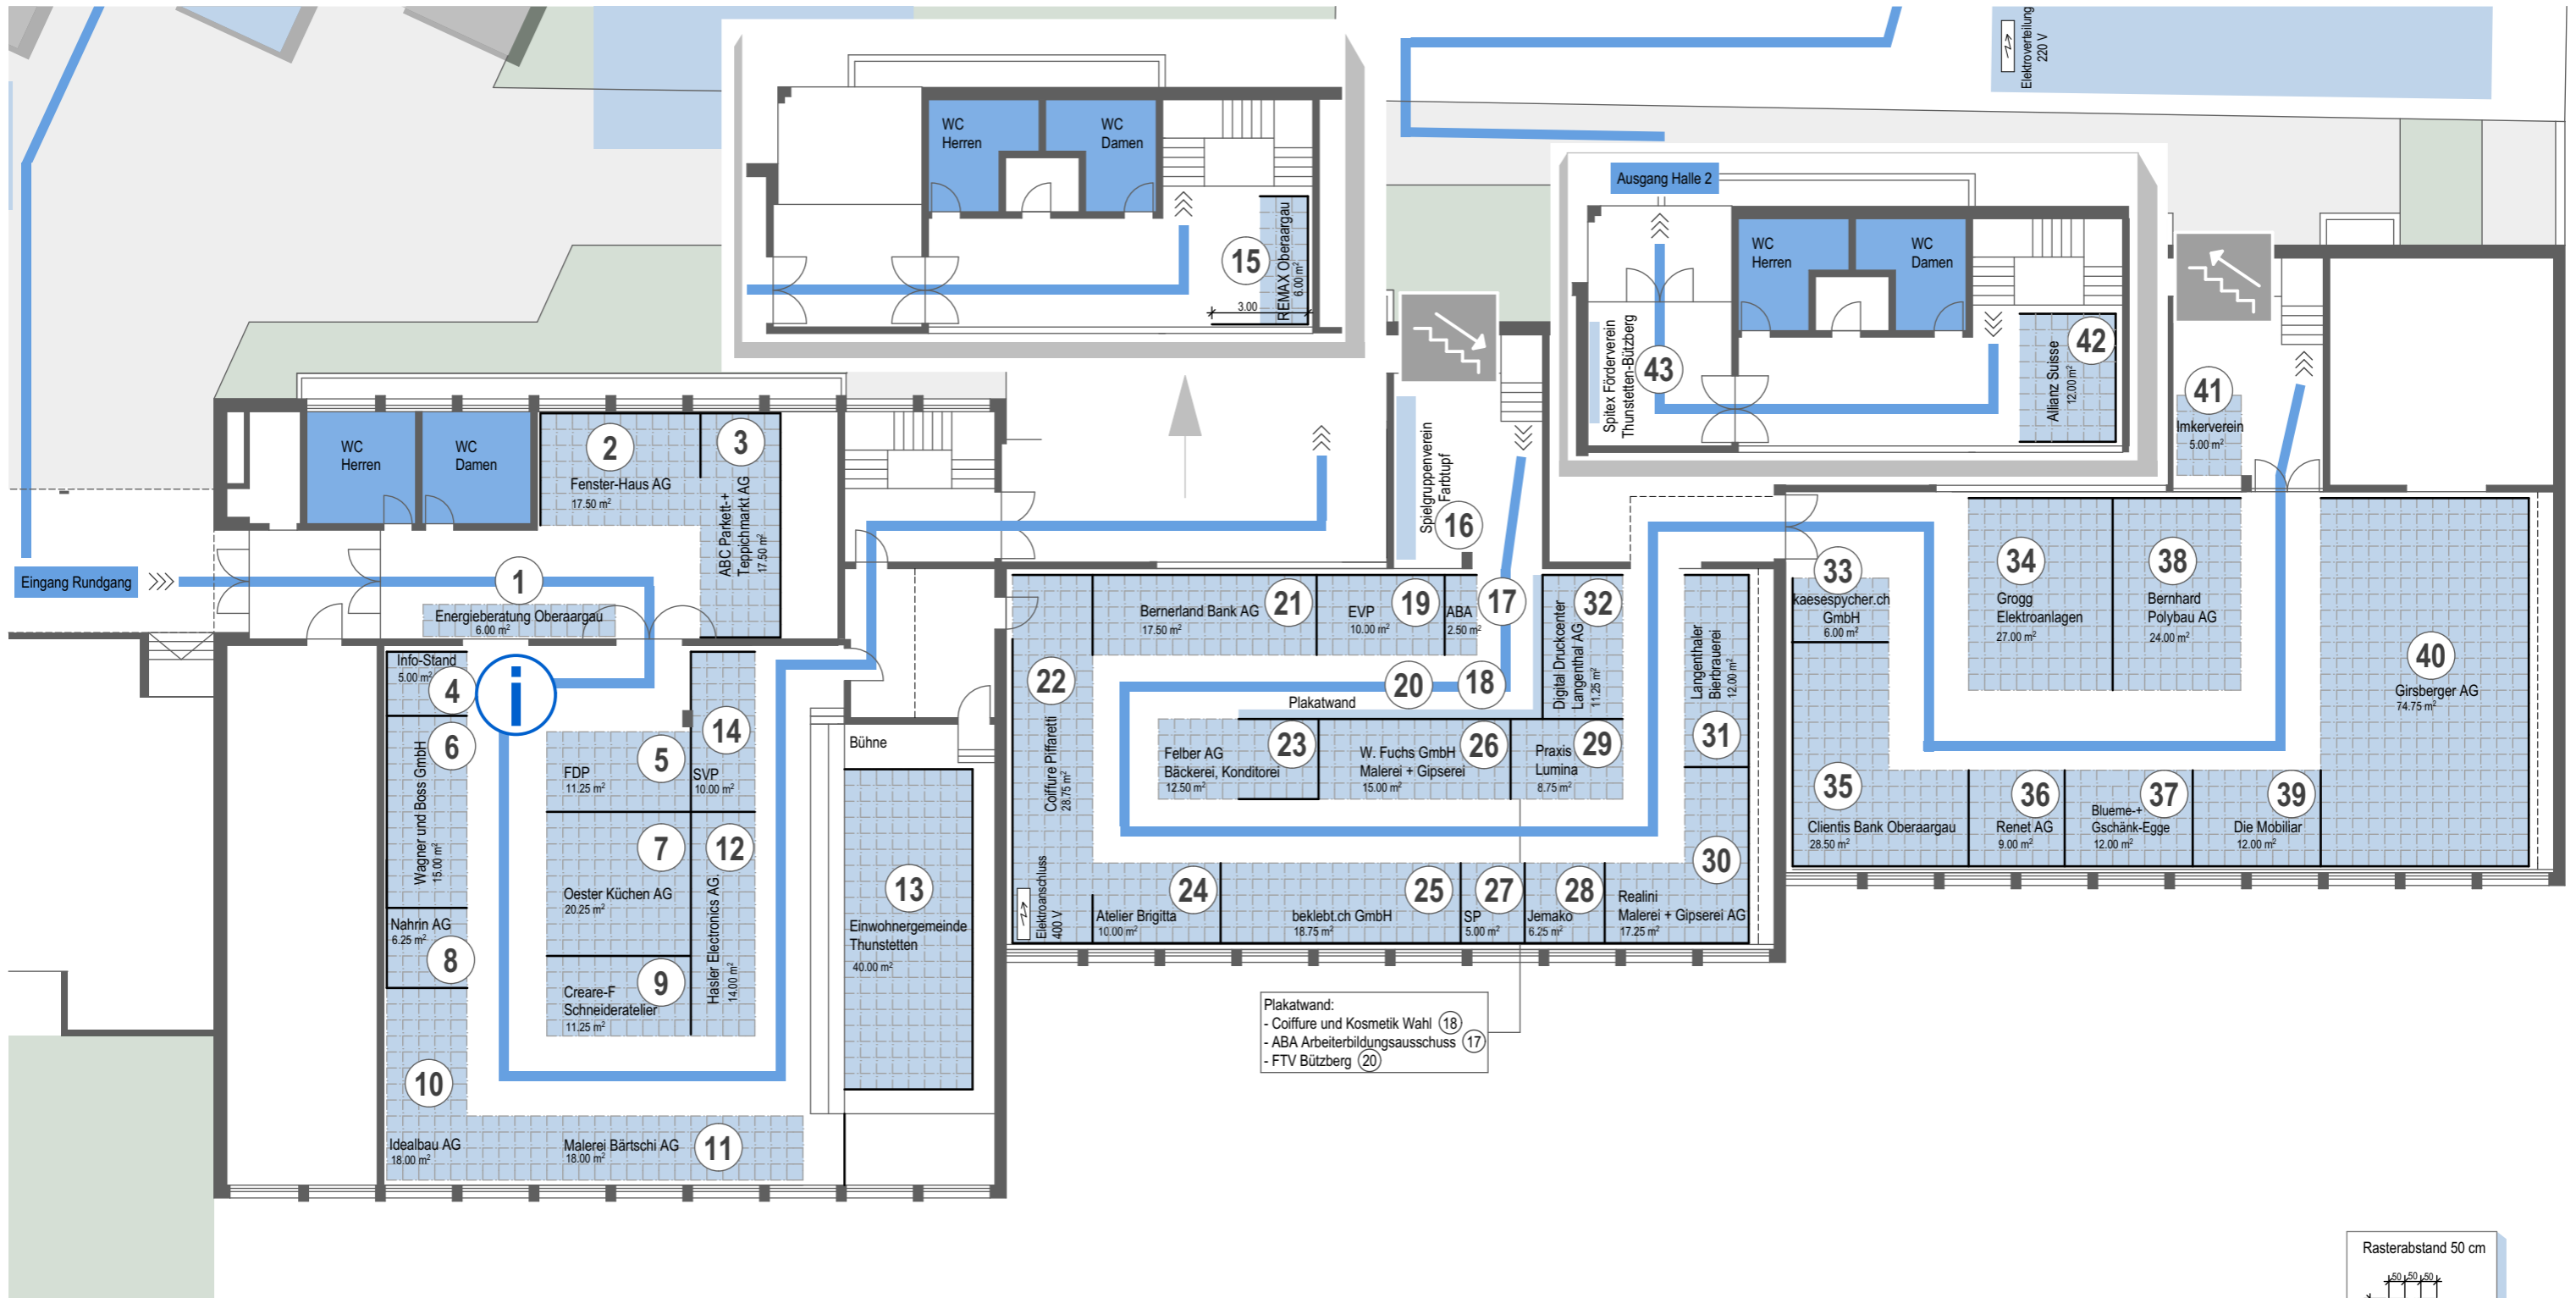 Elektroverteilung
220 V
WC
Herren
WC
Damen
15
REMAX Oberaargau
6.00 m²
3.00
Ausgang Halle 2
WC
Herren
WC
Damen
Spitex Förderverein
Thunstetten-Bützberg
43
Allianz Suisse
12.00 m²
42
41
Imkerverein
5.00 m²
WC
Herren
WC
Damen
2
Fenster-Haus AG
17.50 m²
3
ABC Parkett-+
Teppichmarkt AG
17.50 m²
Spielgruppenverein
Farbtupf
16
Eingang Rundgang
1
Energieberatung Oberaargau
6.00 m²
Info-Stand
5.00 m²
4
i
6
Wagner und Boss GmbH
15.00 m²
5
FDP
11.25 m²
14
SVP
10.00 m²
7
Oester Küchen AG
20.25 m²
12
Hasler Electronics AG.
14.00 m²
Nahrin AG
6.25 m²
8
9
Creare-F
Schneideratelier
11.25 m²
10
Idealbau AG
18.00 m²
Malerei Bärtschi AG
18.00 m²
11
Bühne
13
Einwohnergemeinde
Thunstetten
40.00 m²
Bernerland Bank AG
17.50 m²
21
EVP
10.00 m²
19
ABA
2.50 m²
17
Digital Druckcenter
Langenthal AG
11.25 m²
32
22
Coiffure Piffaretti
28.75 m²
20
18
Plakatwand
Felber AG
Bäckerei, Konditorei
12.50 m²
23
W. Fuchs GmbH
Malerei + Gipserei
15.00 m²
26
Praxis
Lumina
8.75 m²
29
Langenthaler
Bierbrauerei
12.00 m²
31
30
Elektroanschluss
400 V
Atelier Brigitta
10.00 m²
24
beklebt.ch GmbH
18.75 m²
25
SP
5.00 m²
27
Jemako
6.25 m²
28
Realini
Malerei + Gipserei AG
17.25 m²
33
kaesespycher.ch
GmbH
6.00 m²
34
Grogg
Elektroanlagen
27.00 m²
38
Bernhard
Polybau AG
24.00 m²
40
Girsberger AG
74.75 m²
35
Clientis Bank Oberaargau
28.50 m²
36
Renet AG
9.00 m²
37
Blueme-+
Gschänk-Egge
12.00 m²
39
Die Mobiliar
12.00 m²
Plakatwand:
- Coiffure und Kosmetik Wahl 18
- ABA Arbeiterbildungsausschuss 17
- FTV Bützberg 20
Rasterabstand 50 cm
50 50 50